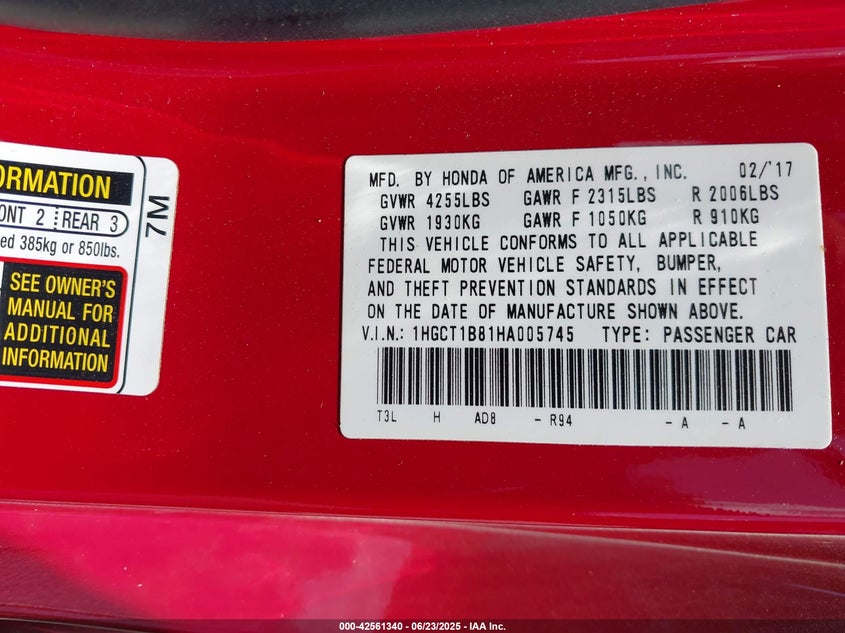 ORMATION
ONT 2 REAR 3
ed 385kg or 850lbs.
SEE OWNER'S
MANUAL FOR
ADDITIONAL
INFORMATION
7M
MFD. BY HONDA OF AMERICA MFG., INC. 02/'17
GVWR 4255LBS GAWR F 2315LBS R 2006LBS
GVWR 1930KG GAWR F 1050KG R 910KG
THIS VEHICLE CONFORMS TO ALL APPLICABLE
FEDERAL MOTOR VEHICLE SAFETY, BUMPER,
AND THEFT PREVENTION STANDARDS IN EFFECT
ON THE DATE OF MANUFACTURE SHOWN ABOVE.
V.I.N.: 1HGCT1B81HA005745 TYPE: PASSENGER CAR
T3L H AD8 - R94 - A - A
000-42561340 - 06/23/2025 - IAA Inc.